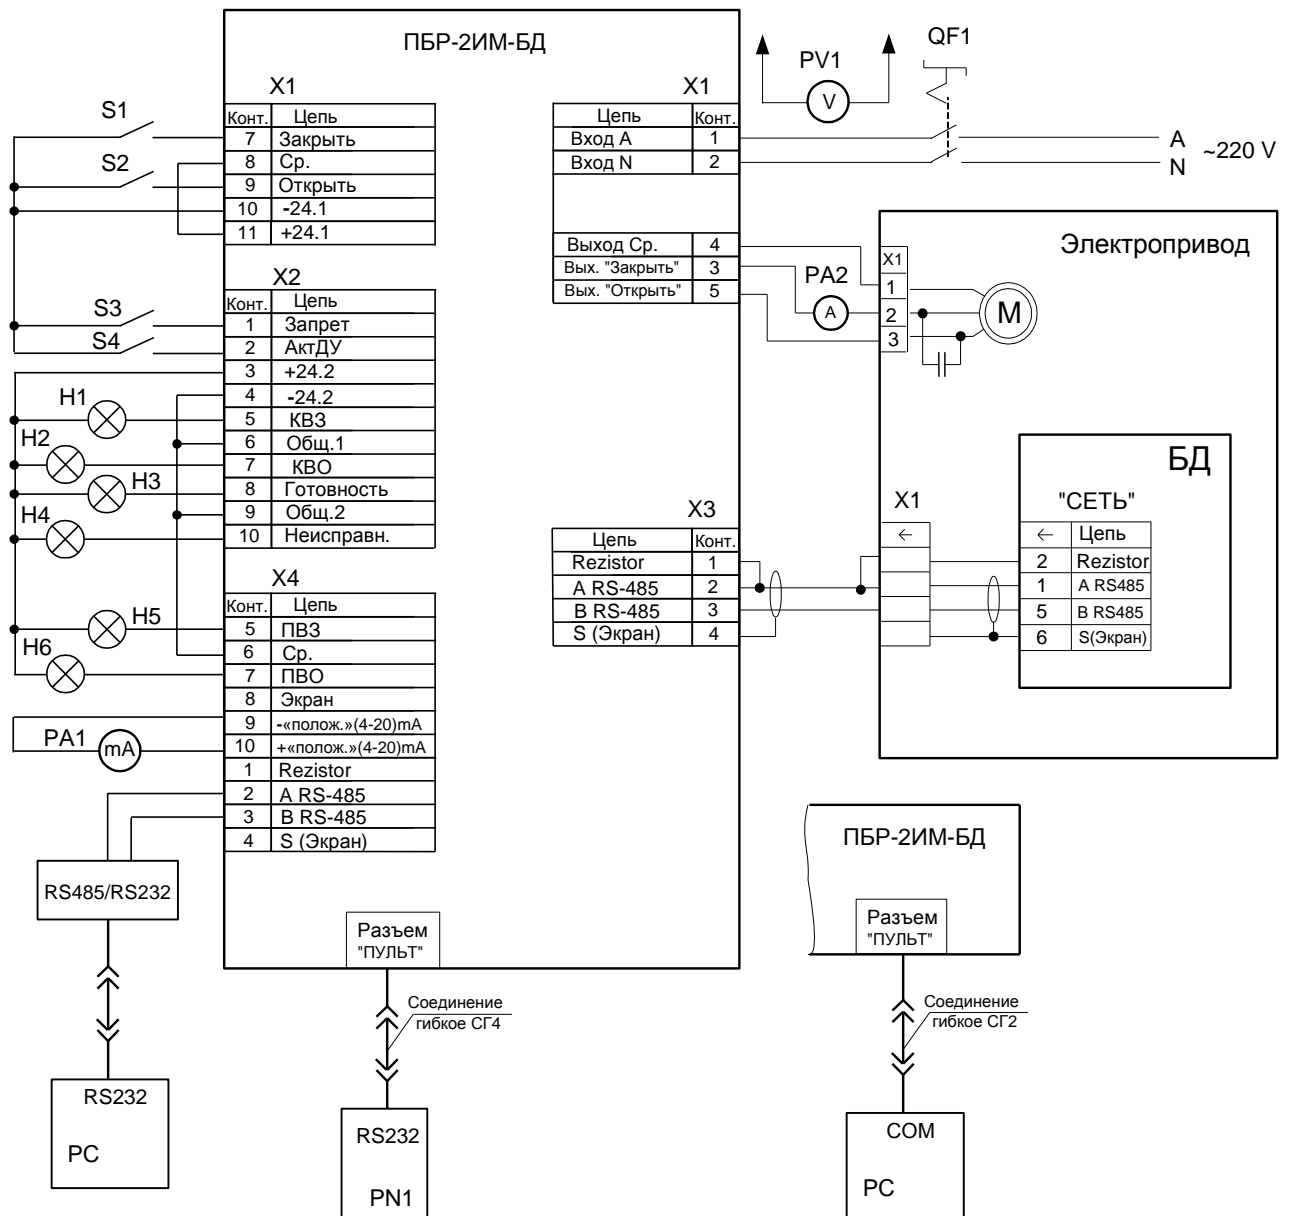 ПБР-2ИМ-БД
X1
Конт. Цепь
7 Закрыть
8 Ср.
9 Открыть
10 -24.1
11 +24.1
S1
S2
X2
Конт. Цепь
1 Запрет
2 АктДУ
3 +24.2
4 -24.2
5 КВЗ
6 Общ.1
7 КВО
8 Готовность
9 Общ.2
10 Неисправн.
S3
S4
H1
H2
H3
H4
X4
Конт. Цепь
5 ПВЗ
6 Ср.
7 ПВО
8 Экран
9 -«полож.»(4-20)mA
10 +«полож.»(4-20)mA
1 Rezistor
2 A RS-485
3 B RS-485
4 S (Экран)
H5
H6
PA1
mA
RS485/RS232
RS232
PC
Разъем
"ПУЛЬТ"
Соединение
гибкое СГ4
RS232
PN1
X1
Цепь Конт.
Вход А 1
Вход N 2
Выход Ср. 4
Вых. "Закрыть" 3
Вых. "Открыть" 5
PV1
V
QF1
A
N
~220 V
PA2
A
Электропривод
X1
1
2
3
M
X3
Цепь Конт.
Rezistor 1
A RS-485 2
B RS-485 3
S (Экран) 4
X1
←
БД
"СЕТЬ"
← Цепь
2 Rezistor
1 A RS485
5 B RS485
6 S(Экран)
ПБР-2ИМ-БД
Разъем
"ПУЛЬТ"
Соединение
гибкое СГ2
COM
PC